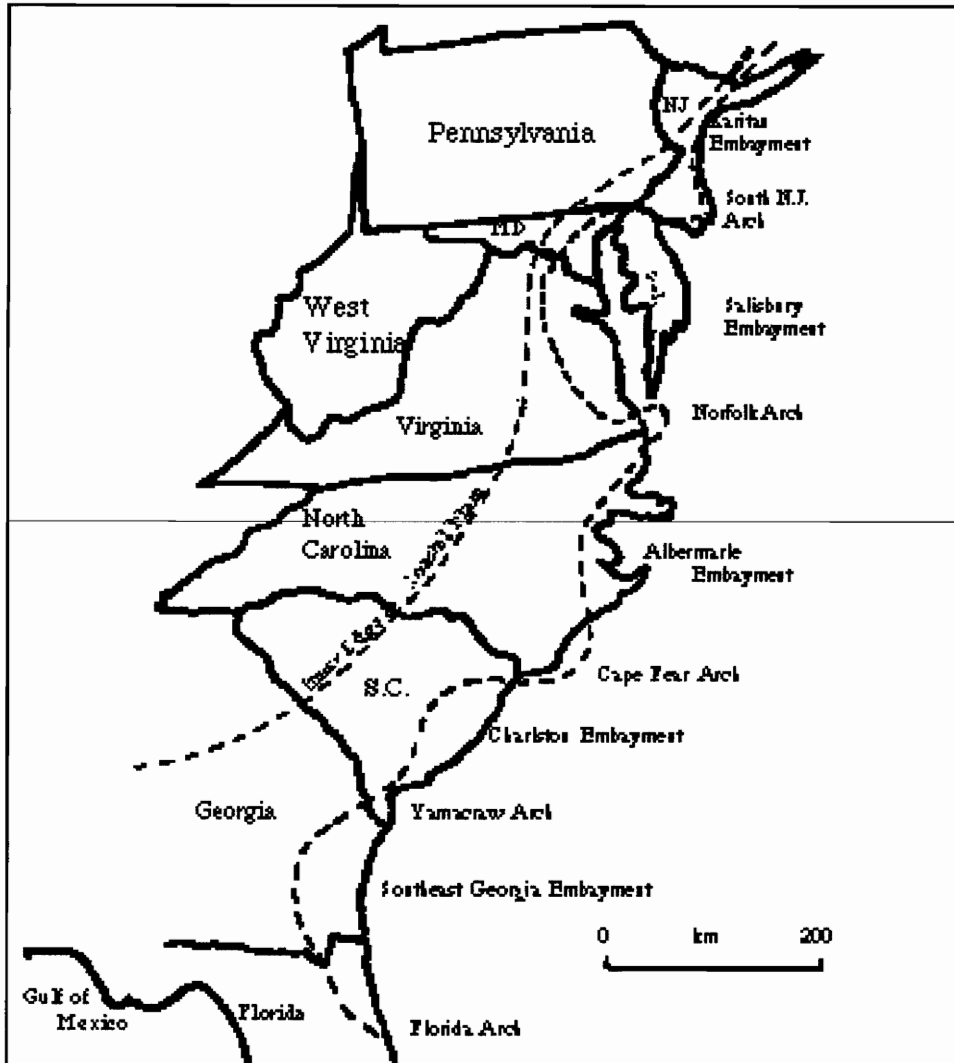 NJ
Raritan
Embayment
Pennsylvania
South N.J.
Arch
MD
West
Virginia
Salisbury
Embayment
Norfolk Arch
Virginia
North
Carolina
Albermarle
Embayment
Cape Fear Arch
S.C.
Charlston Embayment
Georgia
Yamacraw Arch
Southeast Georgia Embayment
0 km 200
Gulf of
Mexico
Florida
Florida Arch